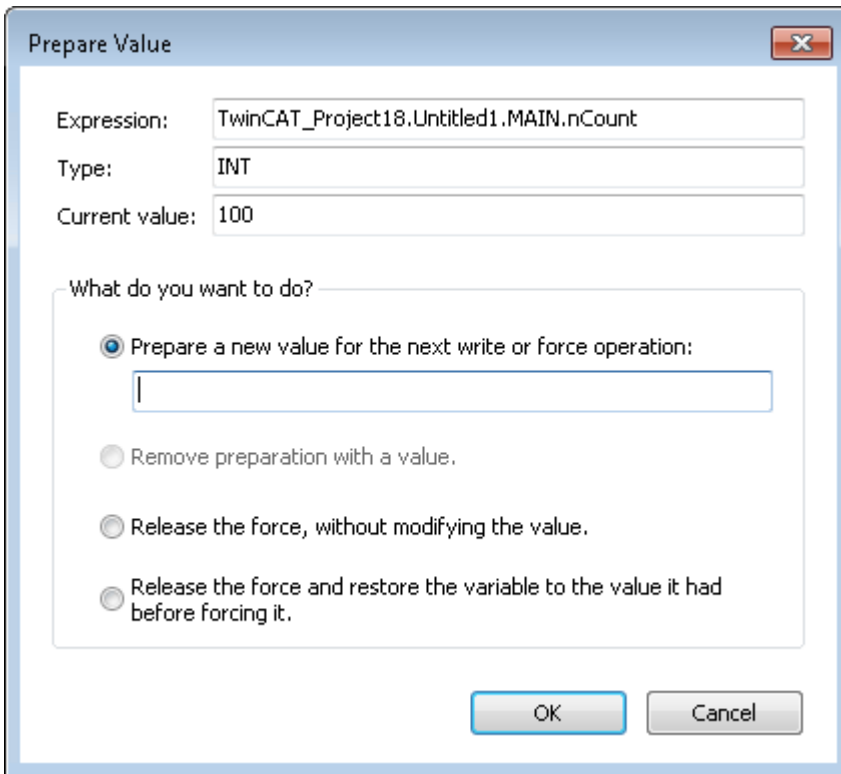 Prepare Value
Expression: TwinCAT_Project18.Untitled1.MAIN.nCount
Type: INT
Current value: 100
What do you want to do?
Prepare a new value for the next write or force operation:
Remove preparation with a value.
Release the force, without modifying the value.
Release the force and restore the variable to the value it had
before forcing it.
OK Cancel